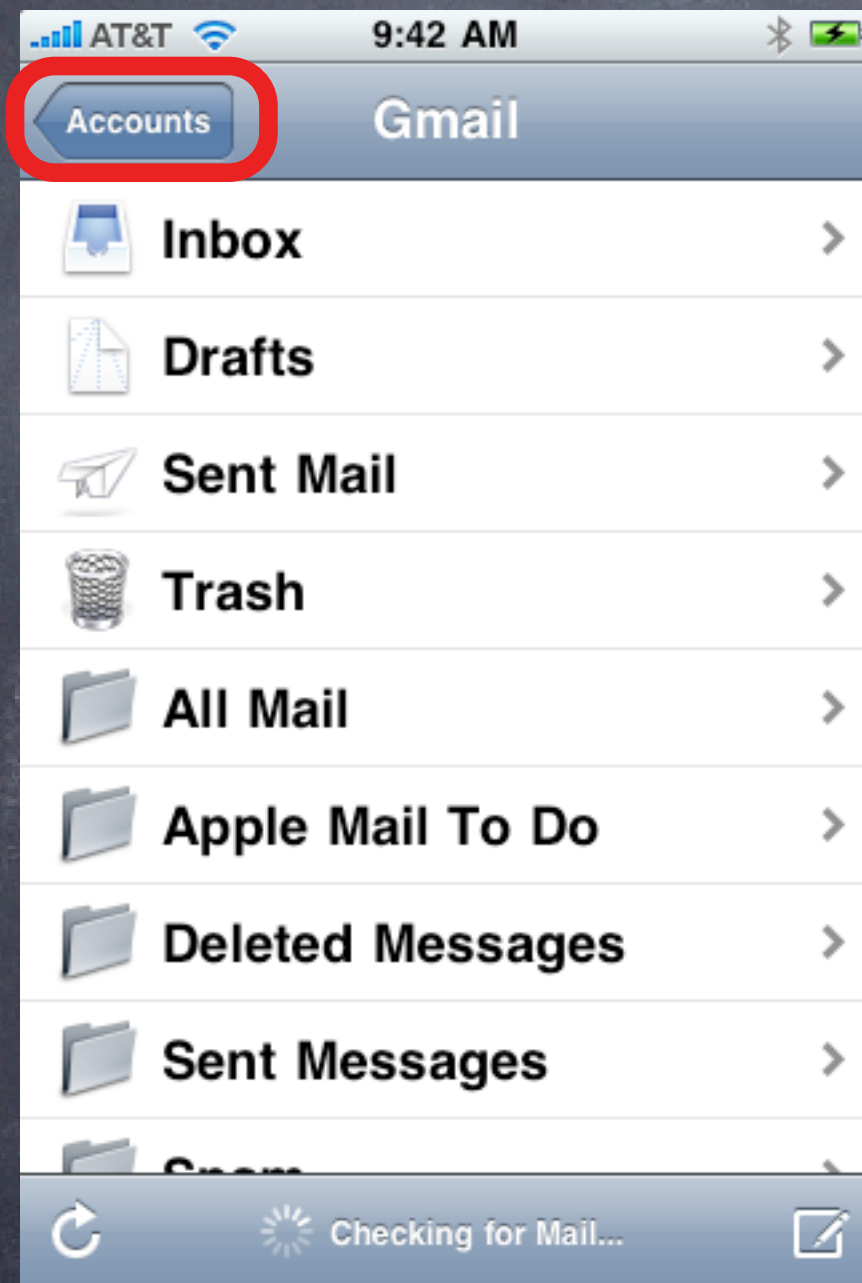 AT&T 9:42 AM
Accounts Gmail
Inbox
Drafts
Sent Mail
Trash
All Mail
Apple Mail To Do
Deleted Messages
Sent Messages
Spam
Checking for Mail...